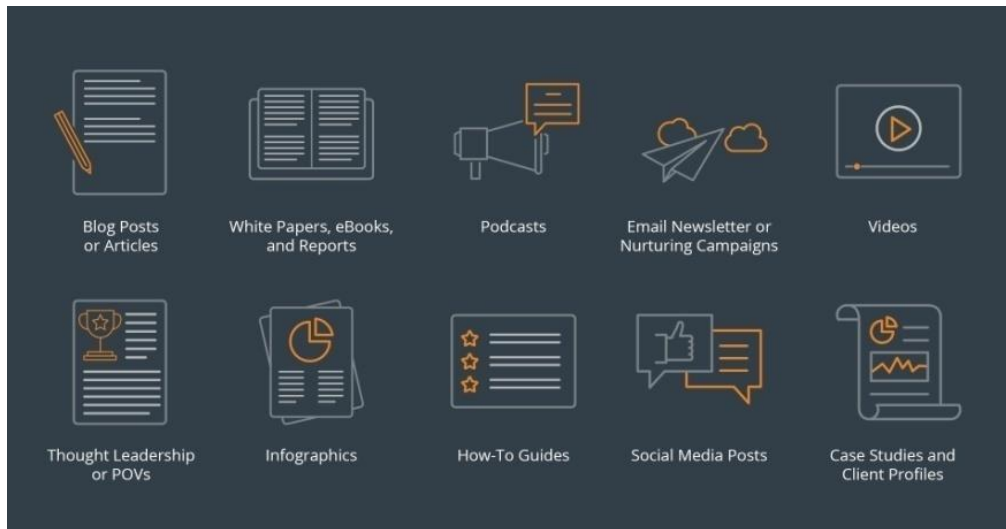 Blog Posts
or Articles
White Papers, eBooks,
and Reports
Podcasts
Email Newsletter or
Nurturing Campaigns
Videos
Thought Leadership
or POVs
Infographics
How-To Guides
Social Media Posts
Case Studies and
Client Profiles